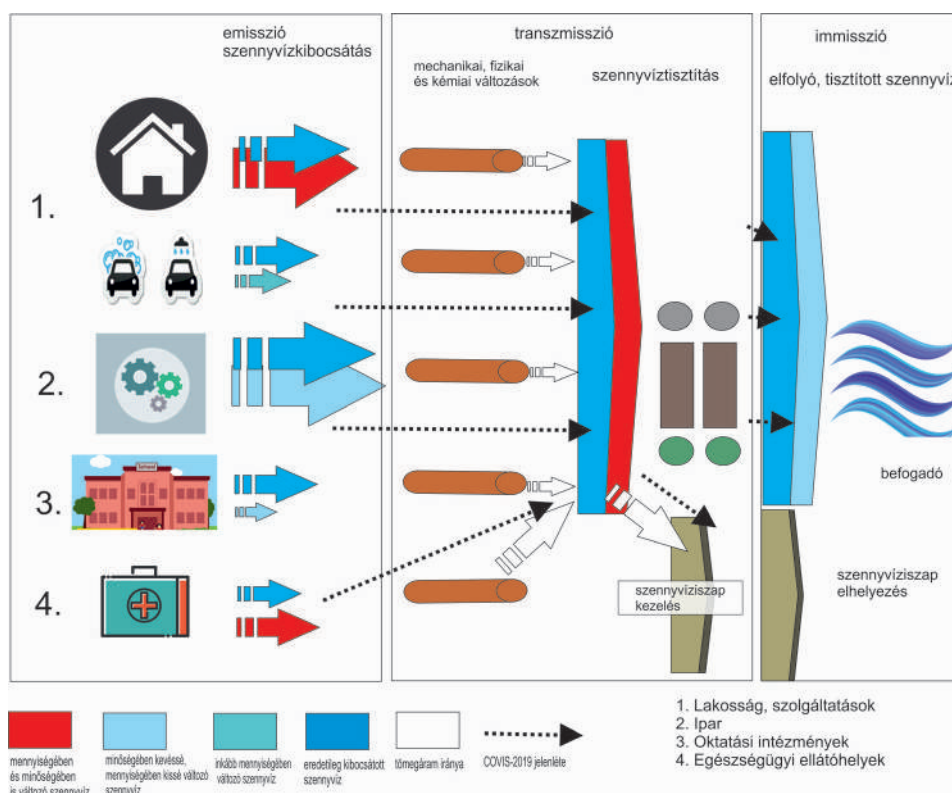 emisszió
szennyvízkibocsátás
transzmisszió
mechanikai, fizikai
és kémiai változások
szennyvíztisztítás
immisszió
elfolyó, tisztított szennyvíz
1.
2.
3.
4.
befogadó
szennyvíziszap
kezelés
szennyvíziszap
elhelyezés
mennyiségében
és minőségében
is változó szennyvíz
minőségében kevéssé,
mennyiségében kissé változó
szennyvíz
inkább mennyiségében
változó szennyvíz
eredetileg kibocsátott
szennyvíz
tömegáram iránya
COVIS-2019 jelenléte
1. Lakosság, szolgáltatások
2. Ipar
3. Oktatási intézmények
4. Egészségügyi ellátóhelyek